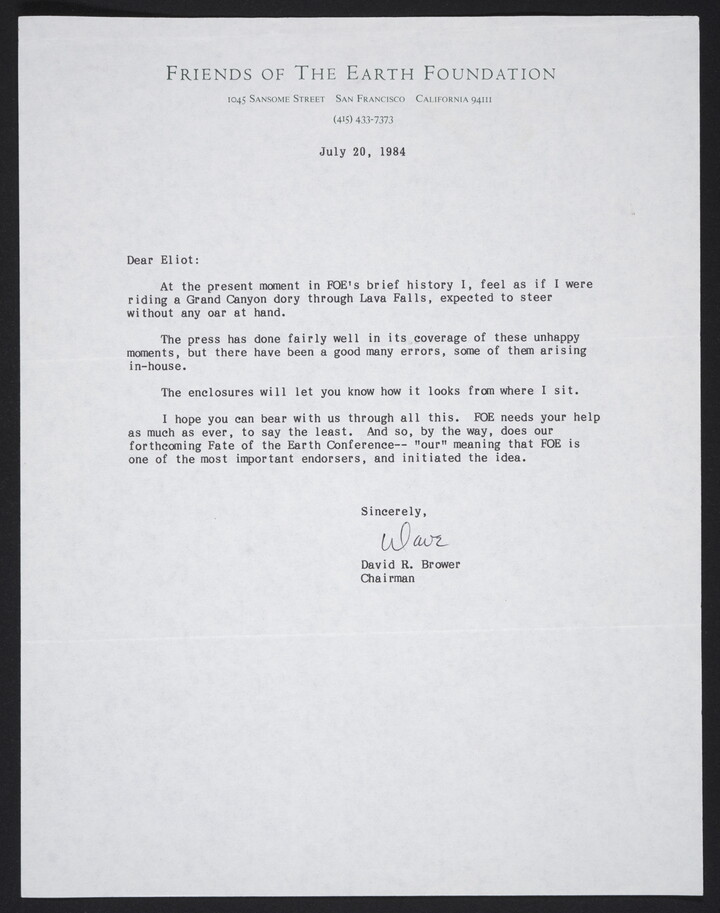 FRIENDS OF THE EARTH FOUNDATION
1045 SANSOME STREET SAN FRANCISCO CALIFORNIA 94111
(415) 433-7373
July 20, 1984
Dear Eliot:
At the present moment in FOE's brief history I, feel as if I were
riding a Grand Canyon dory through Lava Falls, expected to steer
without any oar at hand.
The press has done fairly well in its coverage of these unhappy
moments, but there have been a good many errors, some of them arising
in-house.
The enclosures will let you know how it looks from where I sit.
I hope you can bear with us through all this. FOE needs your help
as much as ever, to say the least. And so, by the way, does our
forthcoming Fate of the Earth Conference-- "our" meaning that FOE is
one of the most important endorsers, and initiated the idea.
Sincerely,
Dave
David R. Brower
Chairman